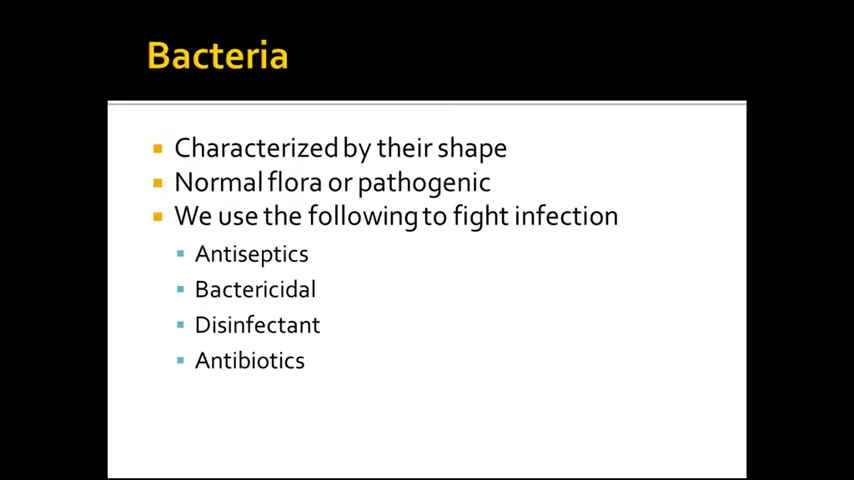 Bacteria
Characterized by their shape
Normal flora or pathogenic
We use the following to fight infection
Antiseptics
Bactericidal
Disinfectant
Antibiotics